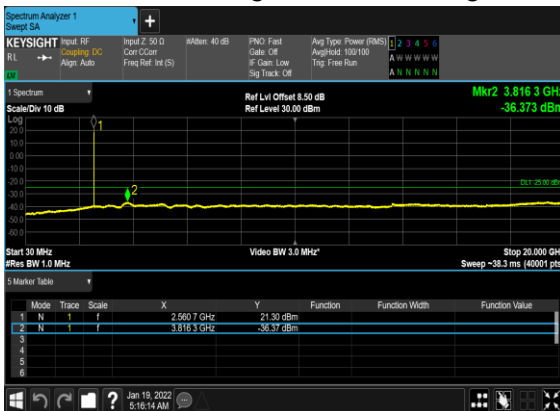 Spectrum Analyzer 1
Swept SA
KEYSIGHT Input: RF Input Z: 50 Ω #Atten: 40 dB PNO: Fast Avg Type: Power (RMS) 1 2 3 4 5 6
RL Coupling: DC Corr CCorr Gate: Off Avg|Hold: 100/100 A W W W W W
Align: Auto Freq Ref: Int (S) IF Gain: Low Trig: Free Run
Sig Track: Off A N N N N N
1 Spectrum Ref Lvl Offset 8.50 dB Mkr2 3.816 3 GHz
Scale/Div 10 dB Ref Level 30.00 dBm -36.373 dBm
Log
20.0
10.0
0.00
-10.0
-20.0
-30.0
-40.0
-50.0
-60.0
1
2
DL1 -25.00 dBm
Start 30 MHz Video BW 3.0 MHz* Stop 20.000 GHz
#Res BW 1.0 MHz Sweep ~38.3 ms (40001 pts)
5 Marker Table
Mode Trace Scale X Y Function Function Width Function Value
1 N 1 f 2.560 7 GHz 21.30 dBm
2 N 1 f 3.816 3 GHz -36.37 dBm
3
4
5
6
? Jan 19, 2022
5:16:14 AM